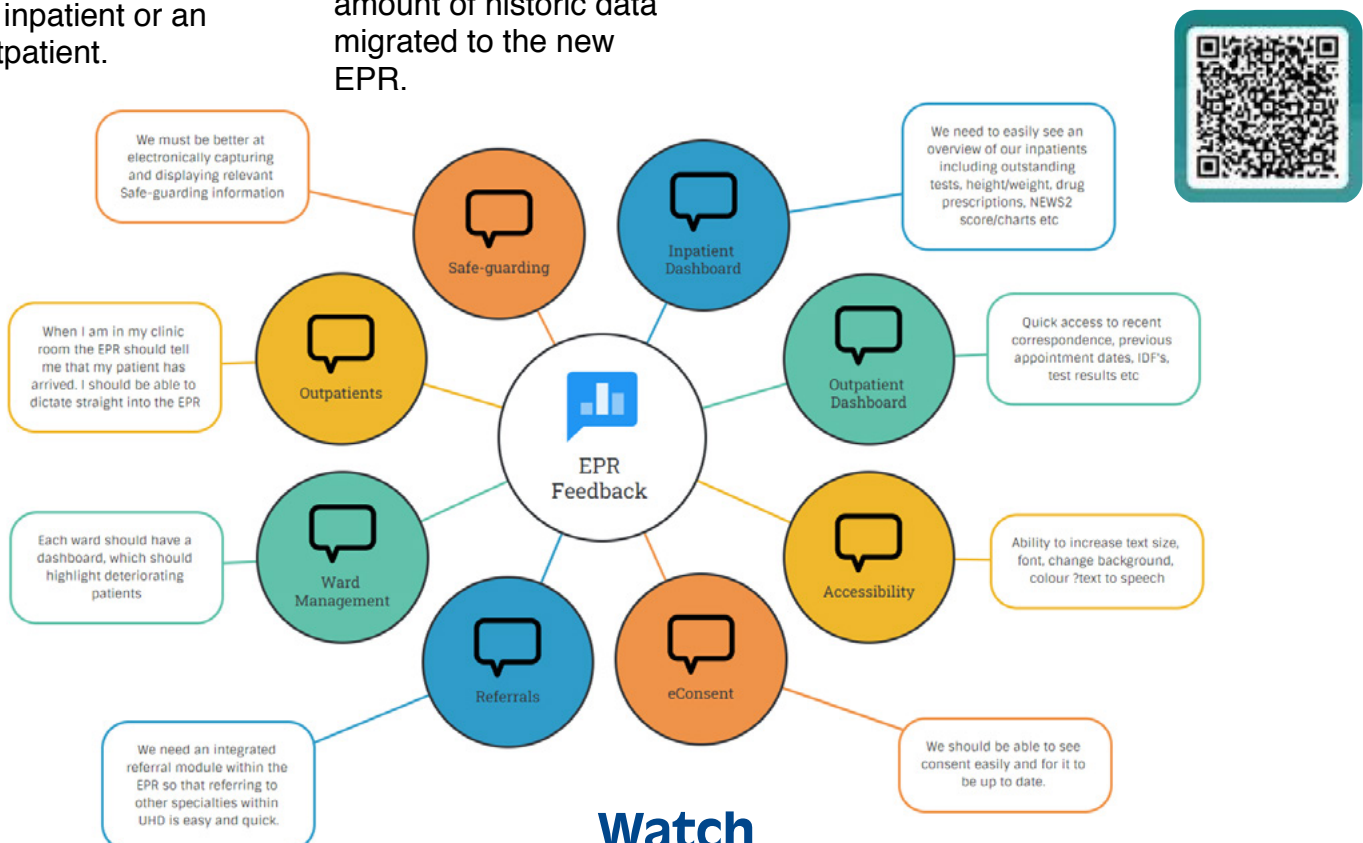 inpatient or an
tpatient.
amount of historic data
migrated to the new
EPR.
We must be better at
electronically capturing
and displaying relevant
Safe-guarding information
Safe-guarding
Inpatient
Dashboard
We need to easily see an
overview of our inpatients
including outstanding
tests, height/weight, drug
prescriptions, NEWS2
score/charts etc
When I am in my clinic
room the EPR should tell
me that my patient has
arrived. I should be able to
dictate straight into the EPR
Outpatients
Outpatient
Dashboard
Quick access to recent
correspondence, previous
appointment dates, IDF's,
test results etc
EPR
Feedback
Each ward should have a
dashboard, which should
highlight deteriorating
patients
Ward
Management
Accessibility
Ability to increase text size,
font, change background,
colour ?text to speech
Referrals
eConsent
We need an integrated
referral module within the
EPR so that referring to
other specialties within
UHD is easy and quick.
We should be able to see
consent easily and for it to
be up to date.
Watch